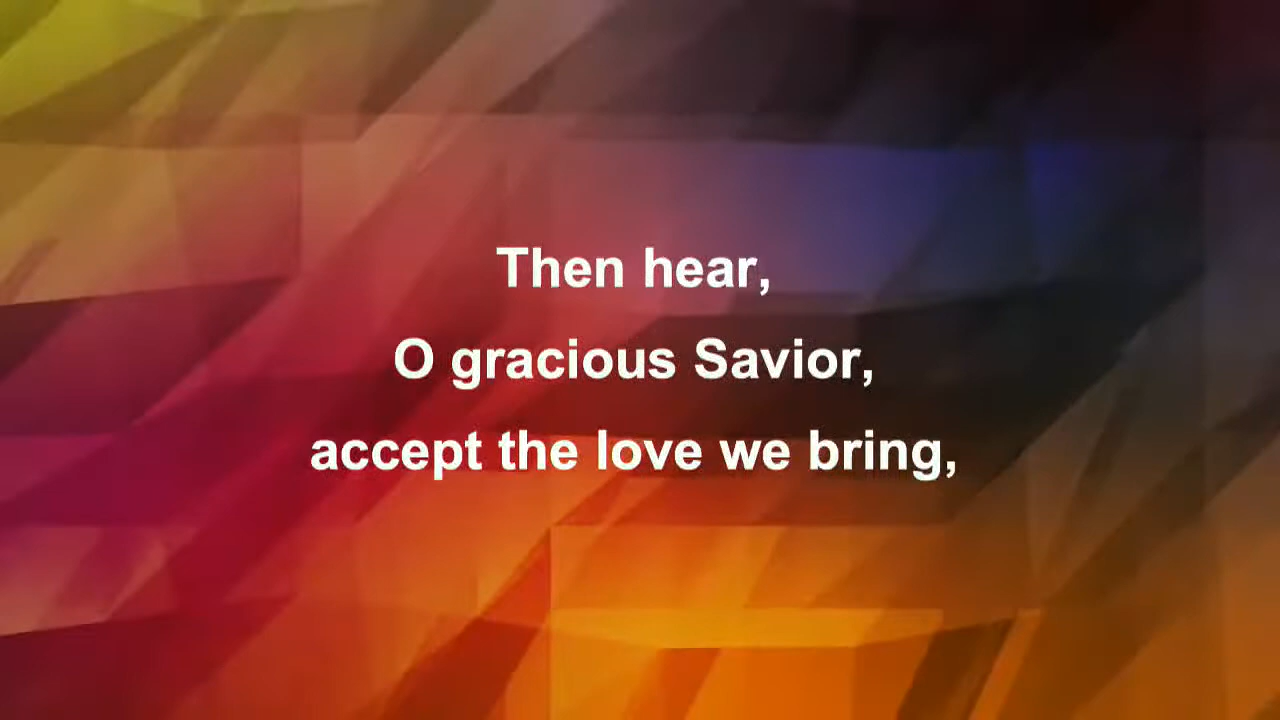 Then hear,
O gracious Savior,
accept the love we bring,